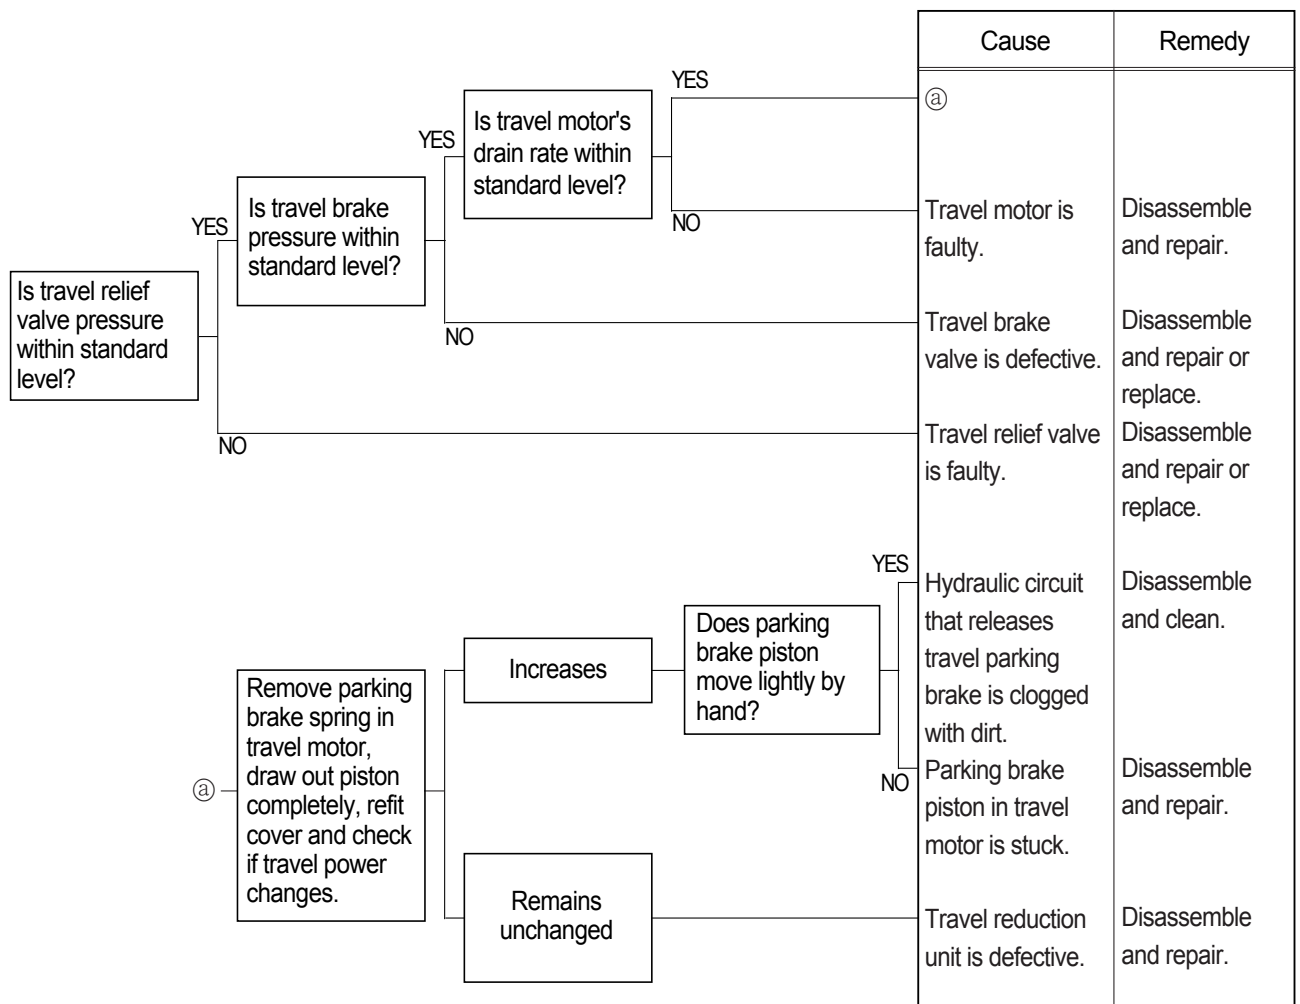 Cause
Remedy
YES
ⓐ
Is travel motor's
drain rate within
standard level?
YES
NO
Travel motor is
faulty.
Disassemble
and repair.
Is travel brake
pressure within
standard level?
YES
NO
Travel brake
valve is defective.
Disassemble
and repair or
replace.
Is travel relief
valve pressure
within standard
level?
NO
Travel relief valve
is faulty.
Disassemble
and repair or
replace.
ⓐ
Remove parking
brake spring in
travel motor,
draw out piston
completely, refit
cover and check
if travel power
changes.
Increases
Does parking
brake piston
move lightly by
hand?
YES
Hydraulic circuit
that releases
travel parking
brake is clogged
with dirt.
Disassemble
and clean.
NO
Parking brake
piston in travel
motor is stuck.
Disassemble
and repair.
Remains
unchanged
Travel reduction
unit is defective.
Disassemble
and repair.